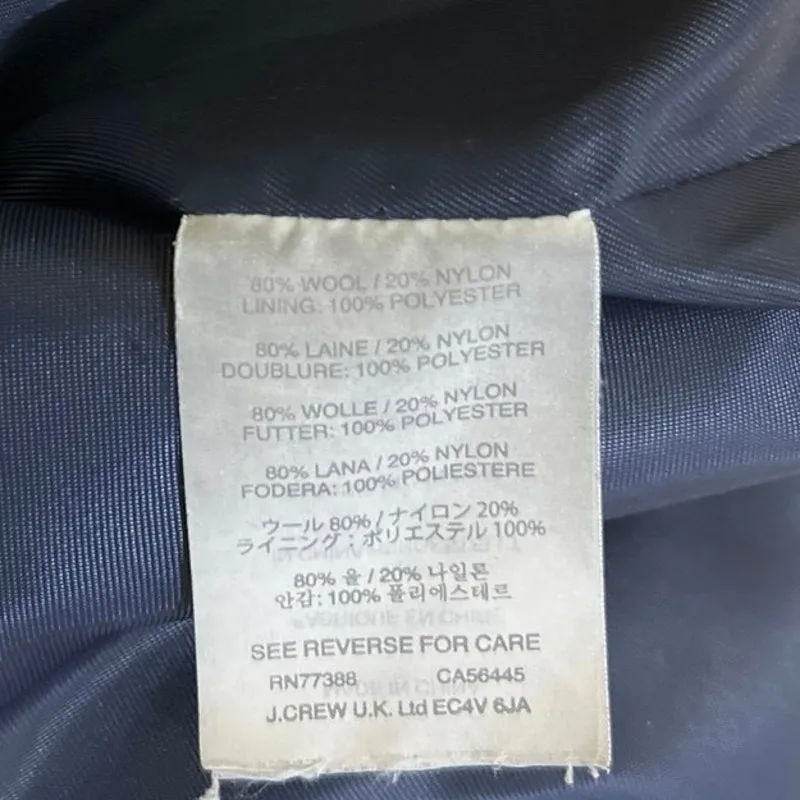 80% WOOL / 20% NYLON
LINING: 100% POLYESTER
80% LAINE / 20% NYLON
DOUBLURE: 100% POLYESTER
80% WOLLE / 20% NYLON
FUTTER: 100% POLYESTER
80% LANA / 20% NYLON
FODERA: 100% POLIESTERE
ウール 80% / ナイロン 20%
ライニング : ポリエステル 100%
80% 울 / 20% 나일론
안감: 100% 폴리에스테르
SEE REVERSE FOR CARE
RN77388 CA56445
J.CREW U.K. Ltd EC4V 6JA